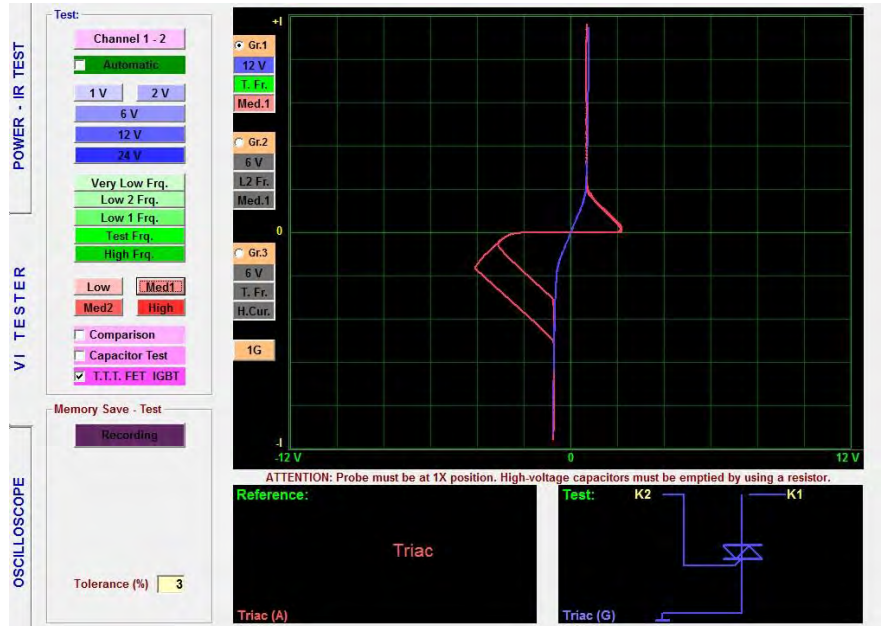 POWER - IR TEST
VI TESTER
OSCILLOSCOPE
Test:
Channel 1 - 2
Automatic
1 V
2 V
6 V
12 V
24 V
Very Low Frq.
Low 2 Frq.
Low 1 Frq.
Test Frq.
High Frq.
Low
Med1
Med2
High
Comparison
Capacitor Test
T.T.T. FET IGBT
Memory Save - Test
Recording
Tolerance (%) 3
Gr.1
12 V
T. Fr.
Med.1
Gr.2
6 V
L2 Fr.
Med.1
Gr.3
6 V
T. Fr.
H.Cur.
1G
+I
0
-I
-12 V
0
12 V
ATTENTION: Probe must be at 1X position. High-voltage capacitors must be emptied by using a resistor.
Reference:
Triac
Triac (A)
Test:
K2
K1
Triac (G)